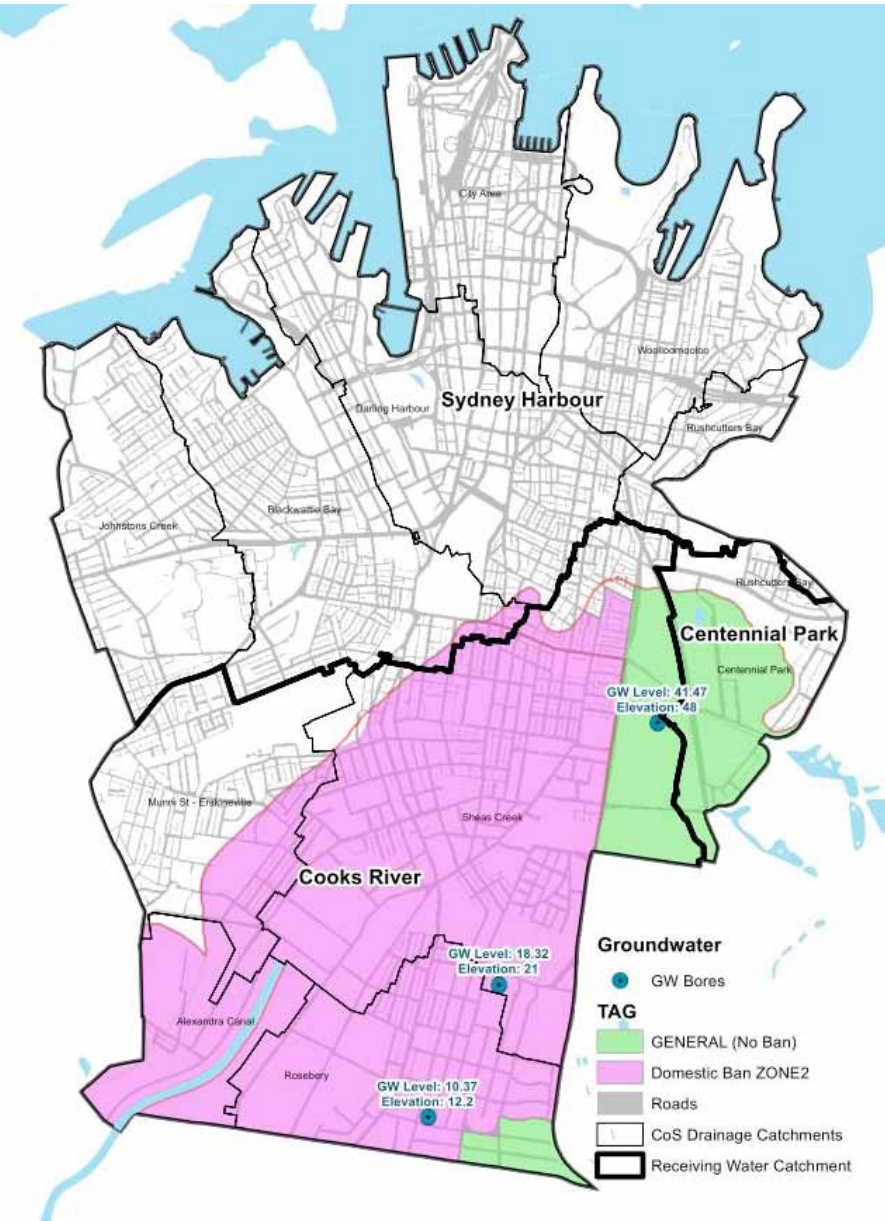 City Area
Woolloomooloo
Darling Harbour
Sydney Harbour
Rushcutters Bay
Blackwattle Bay
Johnstons Creek
Rushcutters Bay
Centennial Park
Centennial Park
GW Level: 41.47
Elevation: 48
Munni St - Erskineville
Sheas Creek
Cooks River
GW Level: 18.32
Elevation: 21
Alexandra Canal
Rosebery
GW Level: 10.37
Elevation: 12.2
Groundwater
GW Bores
TAG
GENERAL (No Ban)
Domestic Ban ZONE2
Roads
CoS Drainage Catchments
Receiving Water Catchment